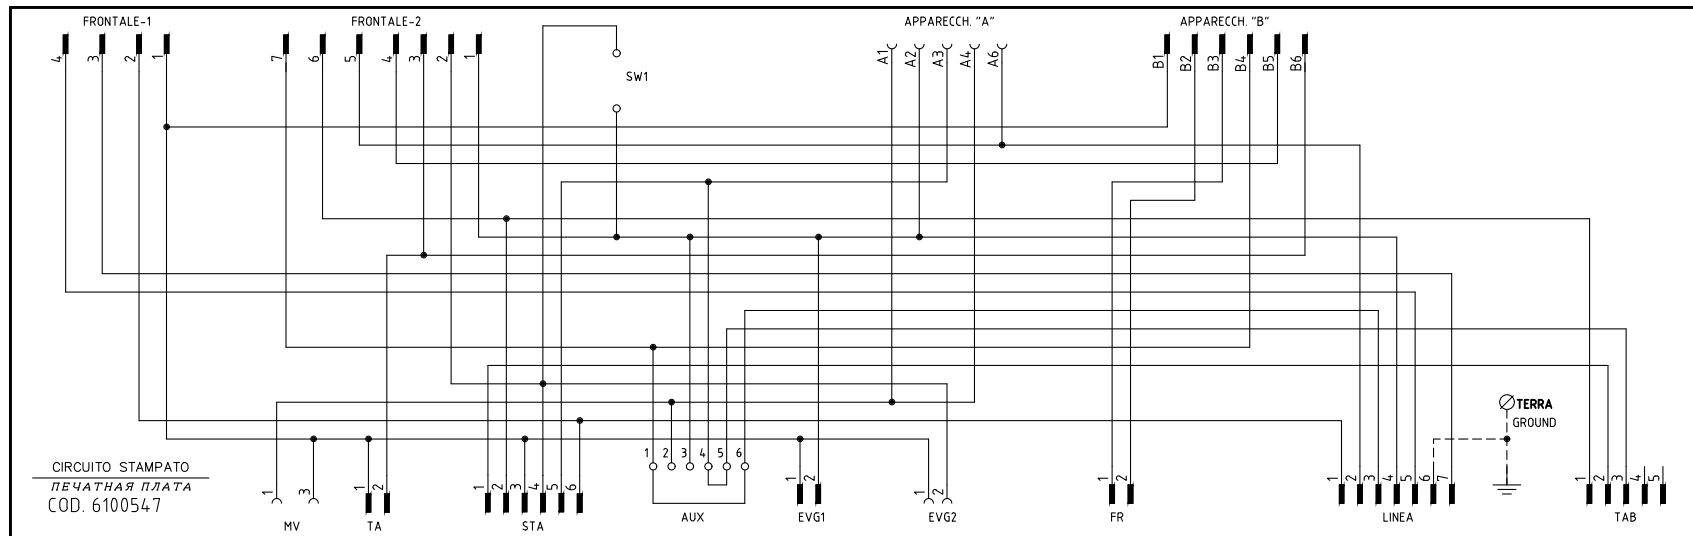 FRONTALE-1
FRONTALE-2
APPARECCH. "A"
APPARECCH. "B"
4 3 2 1
7 6 5 4 3 2 1
SW1
A1 A2 A3 A4 A6
B1 B2 B3 B4 B5 B6
TERRA
GROUND
CIRCUITO STAMPATO
ПЕЧАТНАЯ ПЛАТА
COD. 6100547
1 3
MV
1 2
TA
1 2 3 4 5 6
STA
1 2 3 4 5 6
AUX
1 2
EVG1
1 2
EVG2
1 2
FR
1 2 3 4 5 6 7
LINEA
1 2 3 4 5
TAB